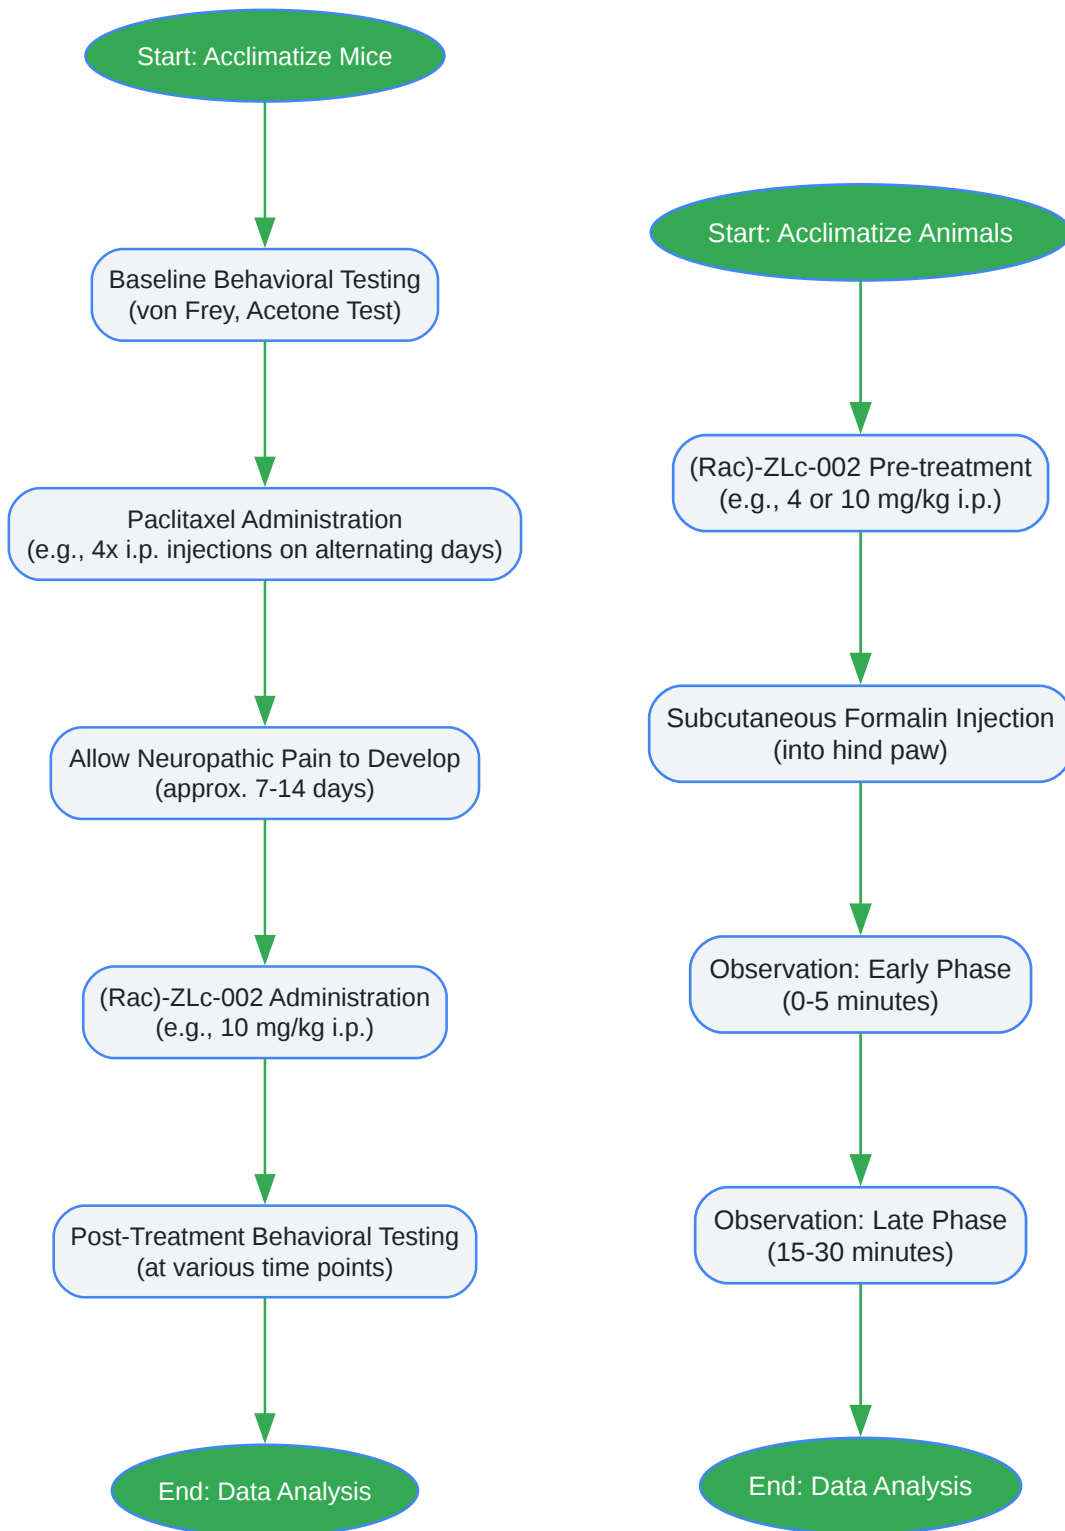 Start: Acclimatize Mice
Baseline Behavioral Testing
(von Frey, Acetone Test)
Paclitaxel Administration
(e.g., 4x i.p. injections on alternating days)
Allow Neuropathic Pain to Develop
(approx. 7-14 days)
(Rac)-ZLc-002 Administration
(e.g., 10 mg/kg i.p.)
Post-Treatment Behavioral Testing
(at various time points)
End: Data Analysis
Start: Acclimatize Animals
(Rac)-ZLc-002 Pre-treatment
(e.g., 4 or 10 mg/kg i.p.)
Subcutaneous Formalin Injection
(into hind paw)
Observation: Early Phase
(0-5 minutes)
Observation: Late Phase
(15-30 minutes)
End: Data Analysis